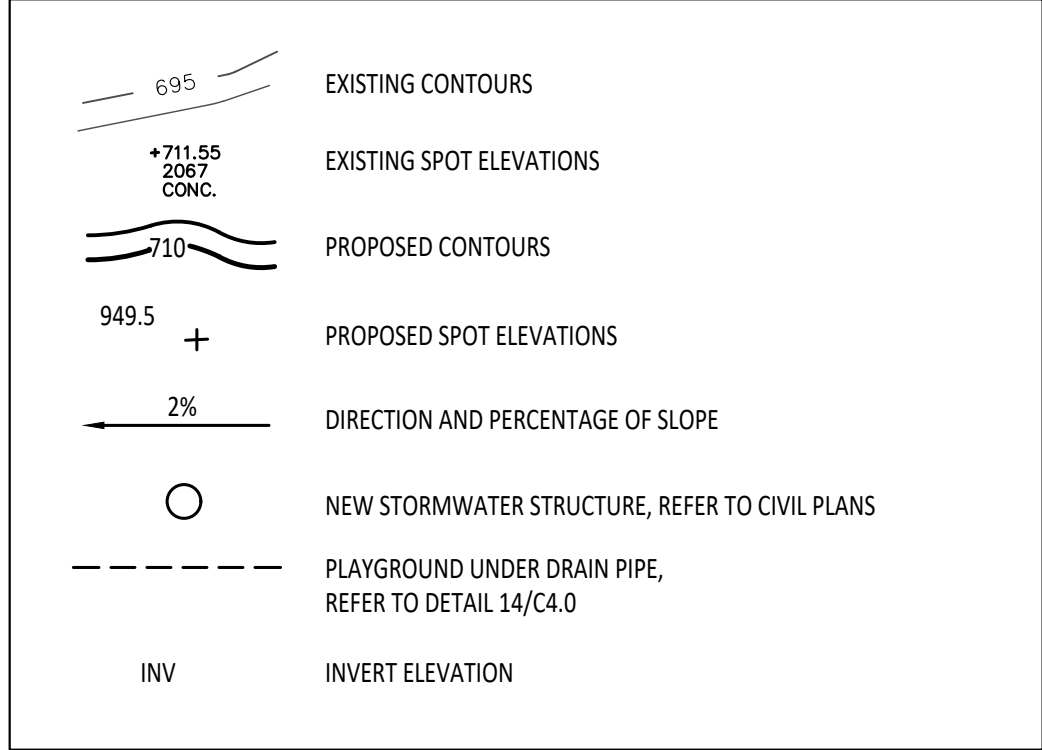 695
EXISTING CONTOURS
+711.55
2067
CONC.
EXISTING SPOT ELEVATIONS
710
PROPOSED CONTOURS
949.5
PROPOSED SPOT ELEVATIONS
2%
DIRECTION AND PERCENTAGE OF SLOPE
NEW STORMWATER STRUCTURE, REFER TO CIVIL PLANS
PLAYGROUND UNDER DRAIN PIPE,
REFER TO DETAIL 14/C4.0
INV
INVERT ELEVATION